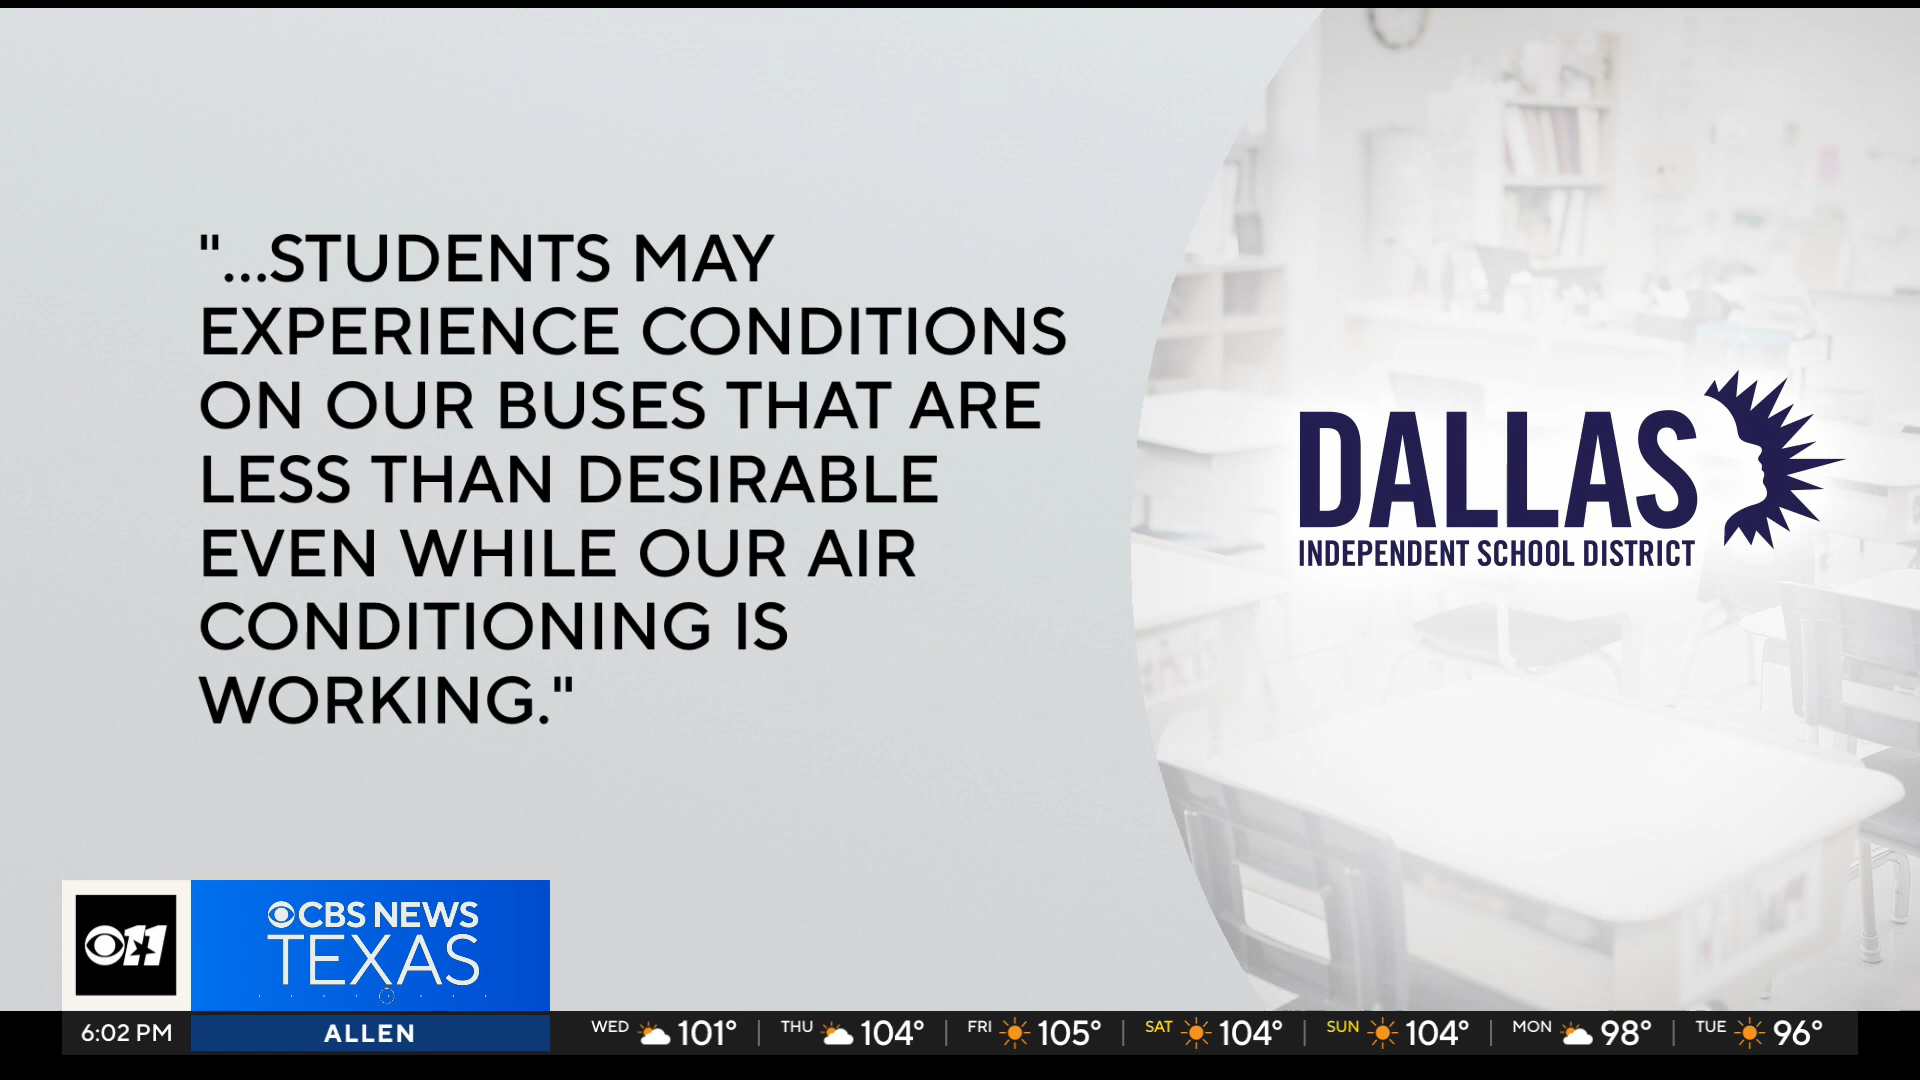 "...STUDENTS MAY
EXPERIENCE CONDITIONS
ON OUR BUSES THAT ARE
LESS THAN DESIRABLE
EVEN WHILE OUR AIR
CONDITIONING IS
WORKING."
DALLAS
INDEPENDENT SCHOOL DISTRICT
11
CBS NEWS
TEXAS
6:02 PM
ALLEN
WED 101° | THU 104° | FRI 105° | SAT 104° | SUN 104° | MON 98° | TUE 96°